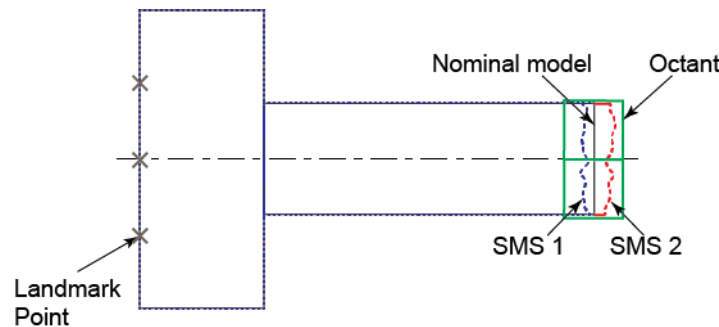 Nominal model
Octant
SMS 1
SMS 2
Landmark
Point